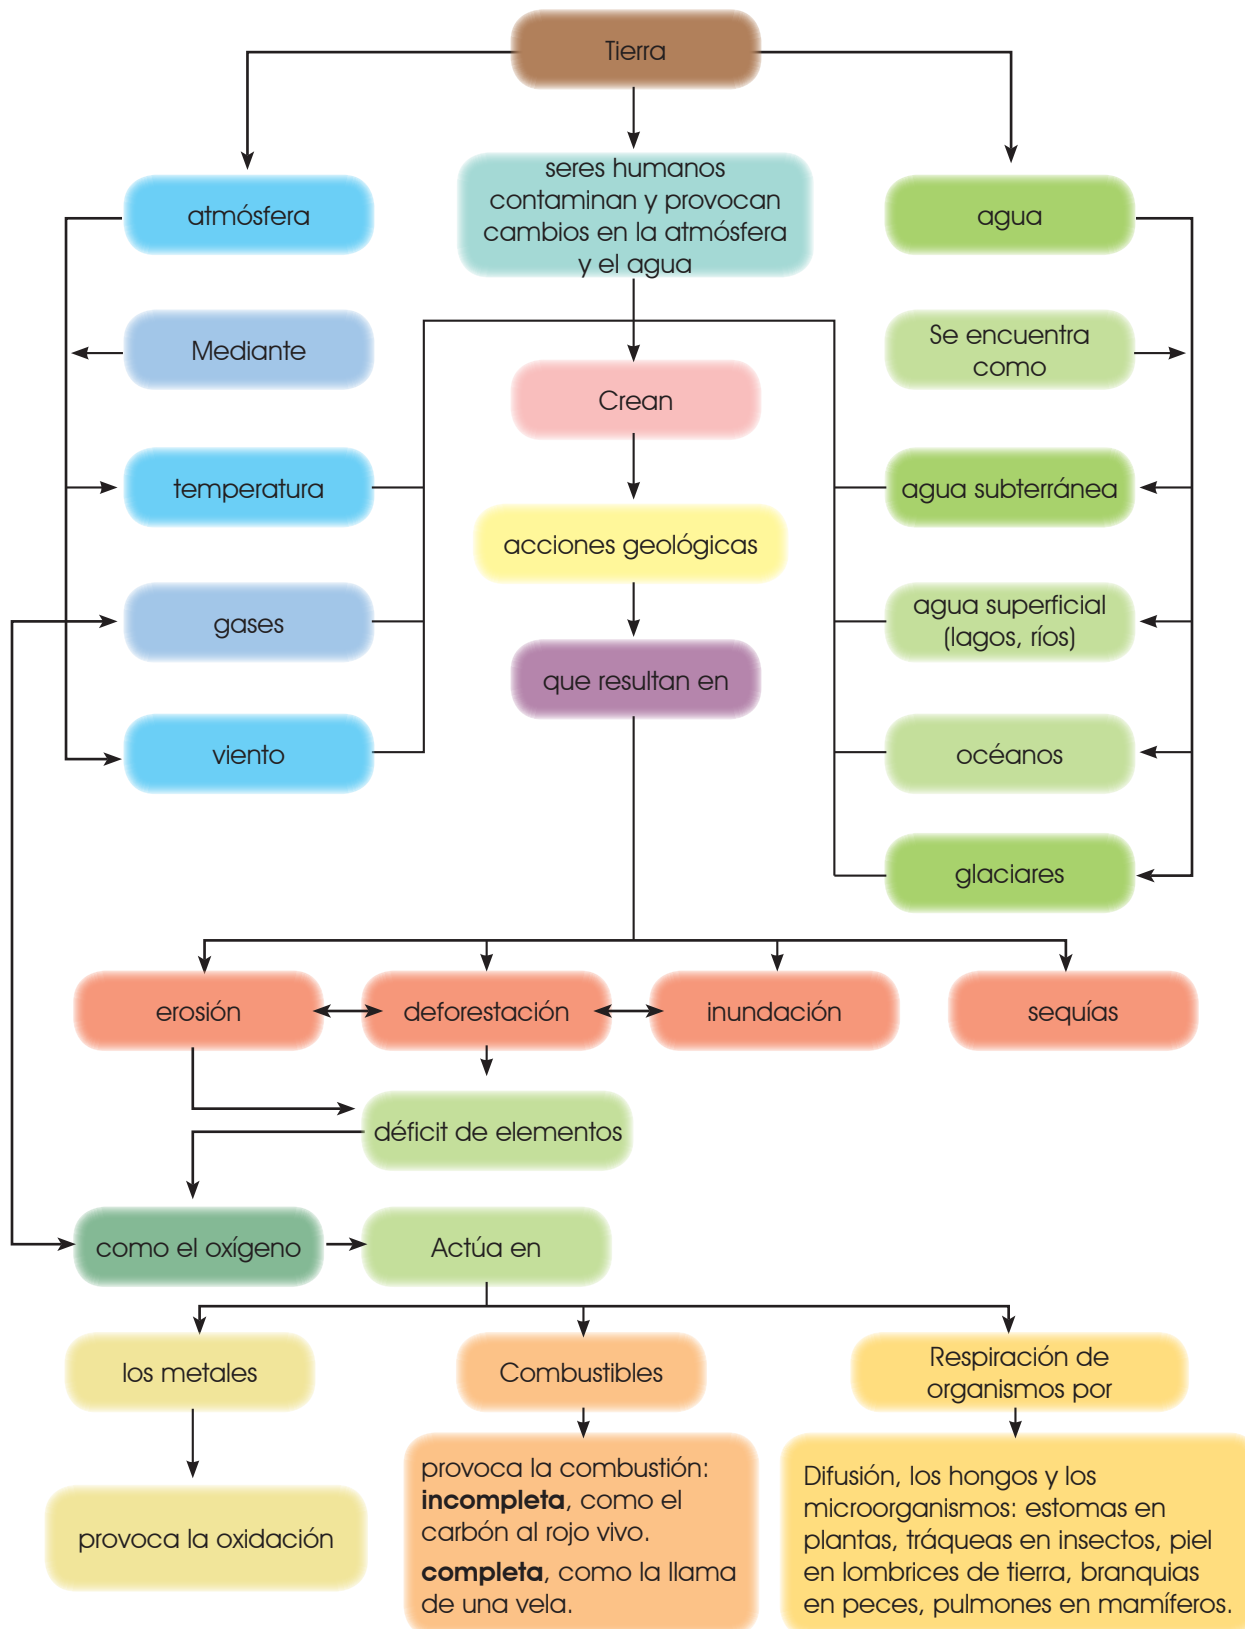 Tierra
seres humanos
contaminan y provocan
cambios en la atmósfera
y el agua
atmósfera
agua
Mediante
Se encuentra
como
Crean
temperatura
agua subterránea
acciones geológicas
gases
agua superficial
(lagos, ríos)
que resultan en
viento
océanos
glaciares
erosión
deforestación
inundación
sequías
déficit de elementos
como el oxígeno
Actúa en
los metales
Combustibles
Respiración de
organismos por
provoca la oxidación
provoca la combustión:
incompleta, como el
carbón al rojo vivo.
completa, como la llama
de una vela.
Difusión, los hongos y los
microorganismos: estomas en
plantas, tráqueas en insectos, piel
en lombrices de tierra, branquias
en peces, pulmones en mamíferos.